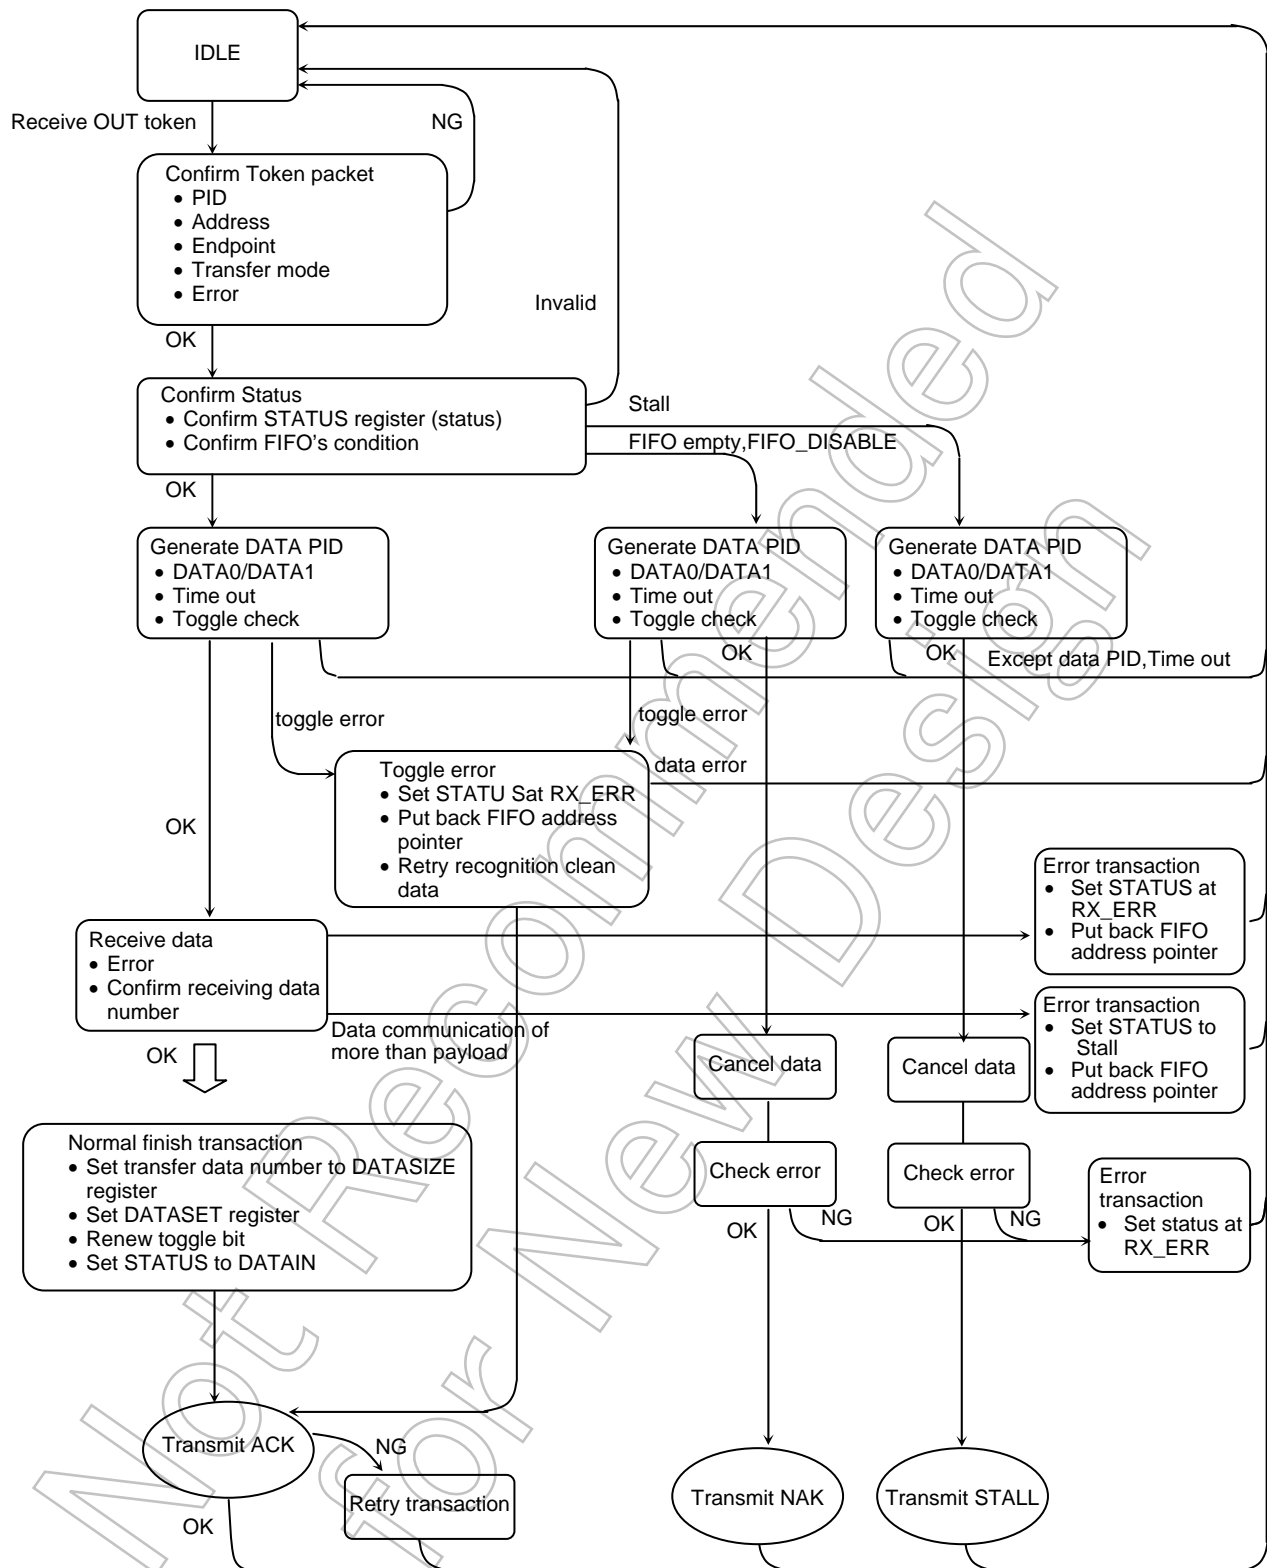 IDLE
Receive OUT token
NG
Confirm Token packet
• PID
• Address
• Endpoint
• Transfer mode
• Error
Invalid
OK
Confirm Status
• Confirm STATUS register (status)
• Confirm FIFO's condition
Stall
FIFO empty,FIFO_DISABLE
OK
Generate DATA PID
• DATA0/DATA1
• Time out
• Toggle check
Generate DATA PID
• DATA0/DATA1
• Time out
• Toggle check
Generate DATA PID
• DATA0/DATA1
• Time out
• Toggle check
OK
OK
Except data PID,Time out
toggle error
toggle error
Toggle error
• Set STATU Sat RX_ERR
• Put back FIFO address
pointer
• Retry recognition clean
data
data error
OK
Error transaction
• Set STATUS at
RX_ERR
• Put back FIFO
address pointer
Receive data
• Error
• Confirm receiving data
number
Error transaction
• Set STATUS to
Stall
• Put back FIFO
address pointer
Data communication of
more than payload
OK
Cancel data
Cancel data
Normal finish transaction
• Set transfer data number to DATASIZE
register
• Set DATASET register
• Renew toggle bit
• Set STATUS to DATAIN
Check error
Check error
Error
transaction
• Set status at
RX_ERR
OK
NG
OK
NG
Transmit ACK
NG
Retry transaction
OK
Transmit NAK
Transmit STALL
Not Recommended
for New Design